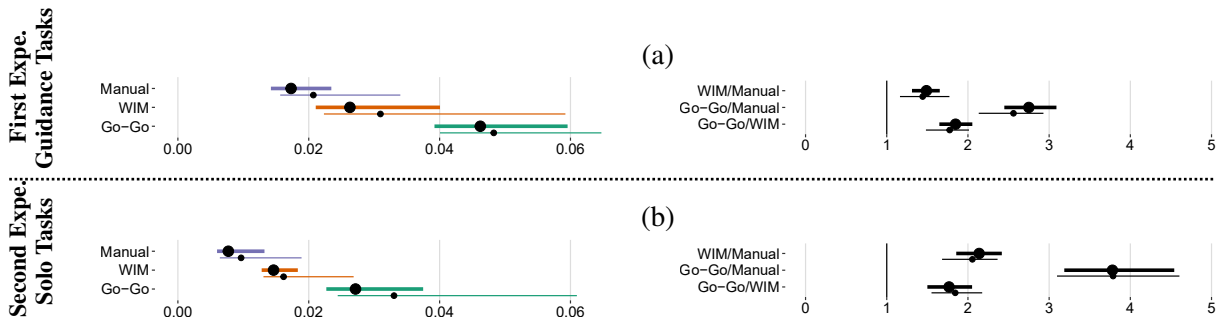 First Expe.
Guidance Tasks
(a)
Manual
WIM
Go−Go
0.00 0.02 0.04 0.06
WIM/Manual
Go−Go/Manual
Go−Go/WIM
0 1 2 3 4 5
Second Expe.
Solo Tasks
(b)
Manual
WIM
Go−Go
0.00 0.02 0.04 0.06
WIM/Manual
Go−Go/Manual
Go−Go/WIM
0 1 2 3 4 5